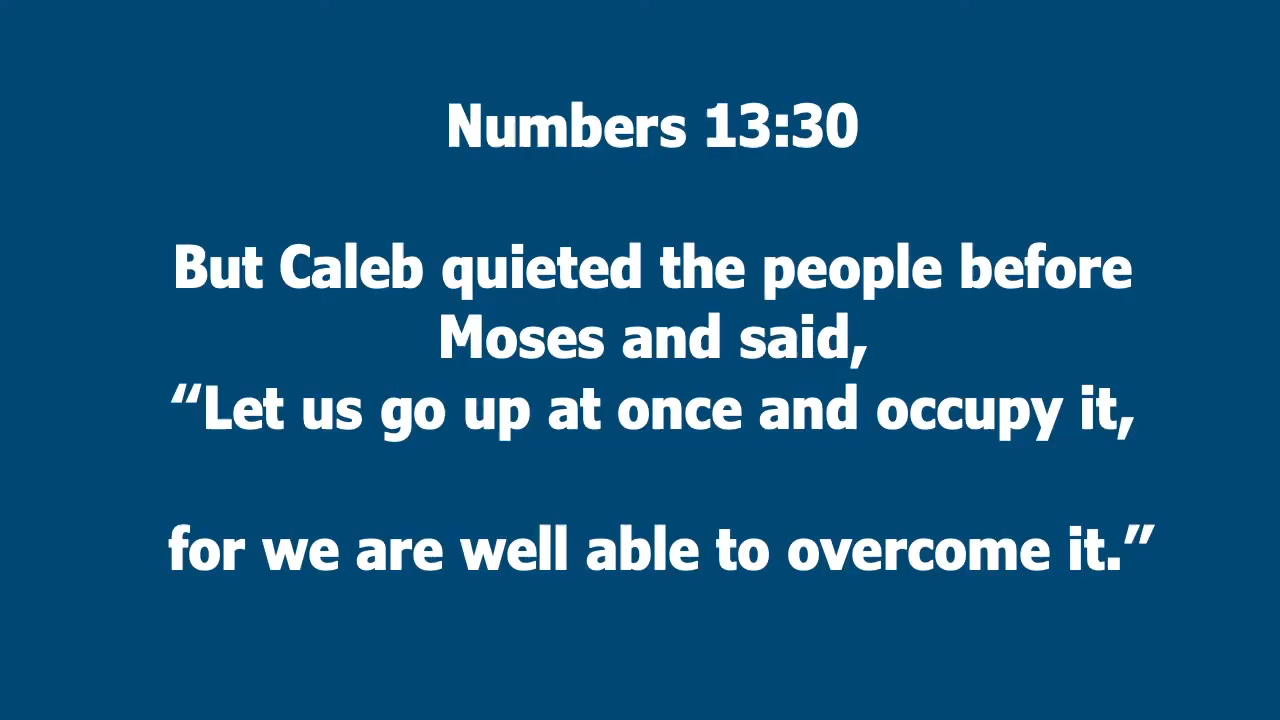 Numbers 13:30
But Caleb quieted the people before
Moses and said,
“Let us go up at once and occupy it,
for we are well able to overcome it.”